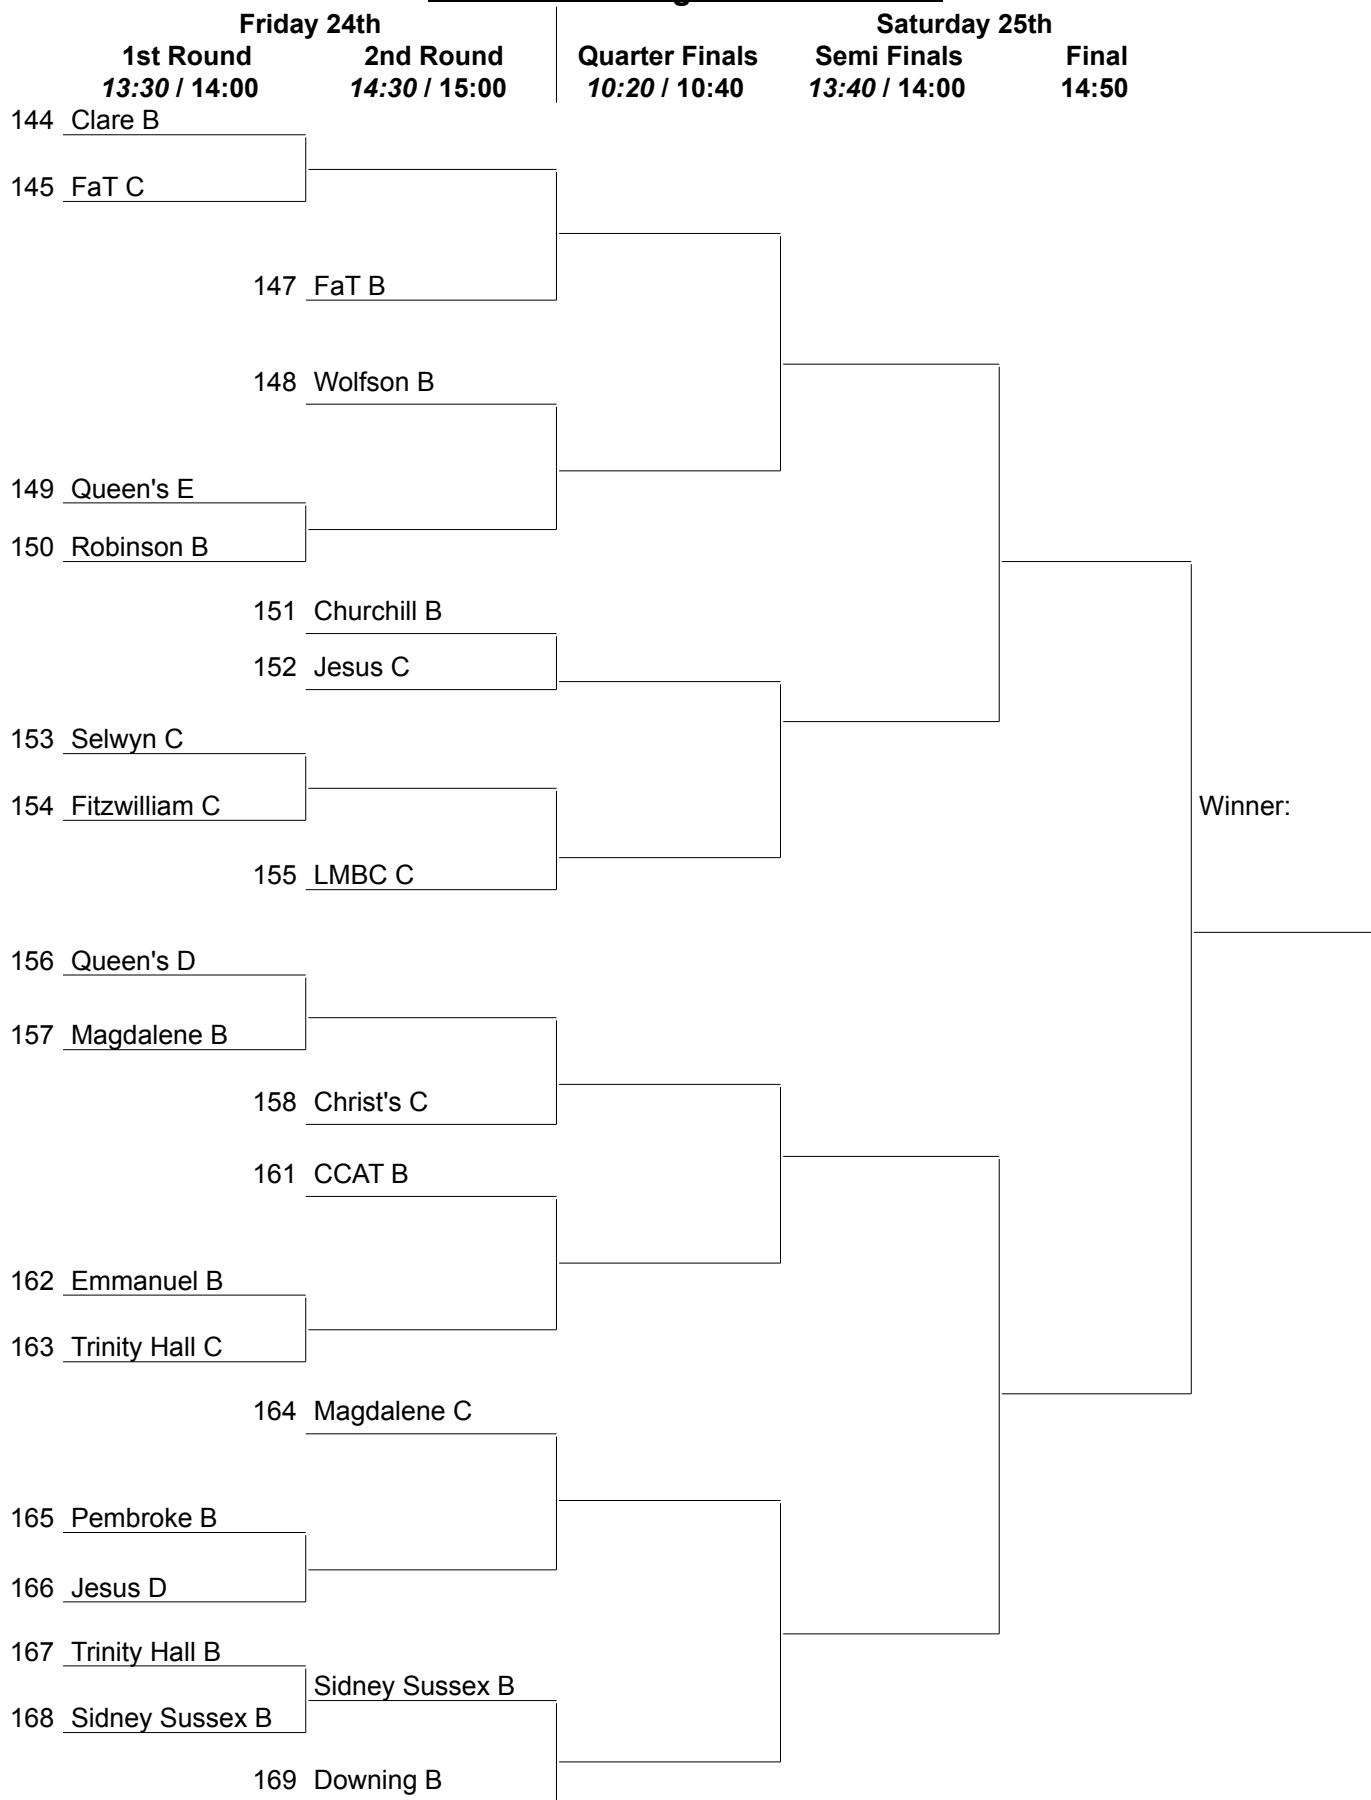 Friday 24th Saturday 25th
1st Round 2nd Round Quarter Finals Semi Finals Final
13:30 / 14:00 14:30 / 15:00 10:20 / 10:40 13:40 / 14:00 14:50
144 Clare B
145 FaT C
147 FaT B
148 Wolfson B
149 Queen's E
150 Robinson B
151 Churchill B
152 Jesus C
153 Selwyn C
154 Fitzwilliam C Winner:
155 LMBC C
156 Queen's D
157 Magdalene B
158 Christ's C
161 CCAT B
162 Emmanuel B
163 Trinity Hall C
164 Magdalene C
165 Pembroke B
166 Jesus D
167 Trinity Hall B
Sidney Sussex B
168 Sidney Sussex B
169 Downing B